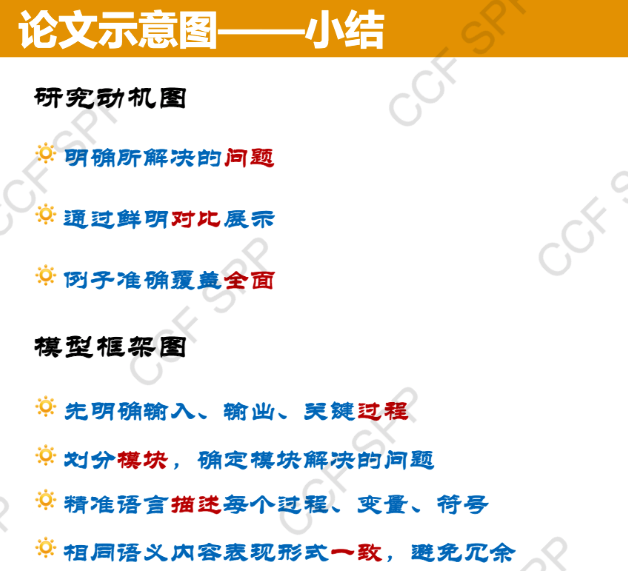 论文示意图——小结
研究动机图
明确所解决的问题
通过鲜明对比展示
例子准确覆盖全面
模型框架图
先明确输入、输出、关键过程
划分模块，确定模块解决的问题
精准语言描述每个过程、变量、符号
相同语义内容表现形式一致，避免冗余
CCF SPP
CCF SPP
CCF SPP
CCF SPP
CCF SPP